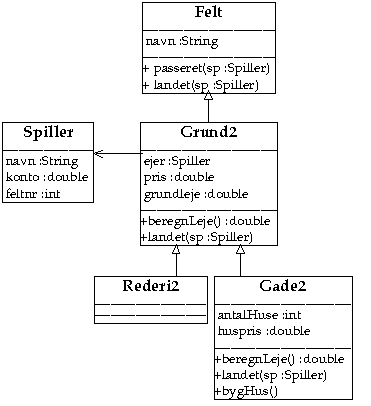 Felt
navn :String
+ passeret(sp :Spiller)
+ landet(sp :Spiller)
Spiller
navn :String
konto :double
feltnr :int
Grund2
ejer :Spiller
pris :double
grundleje :double
+beregnLeje() :double
+landet(sp :Spiller)
Rederi2
Gade2
antalHuse :int
huspris :double
+beregnLeje() :double
+landet(sp :Spiller)
+bygHus()